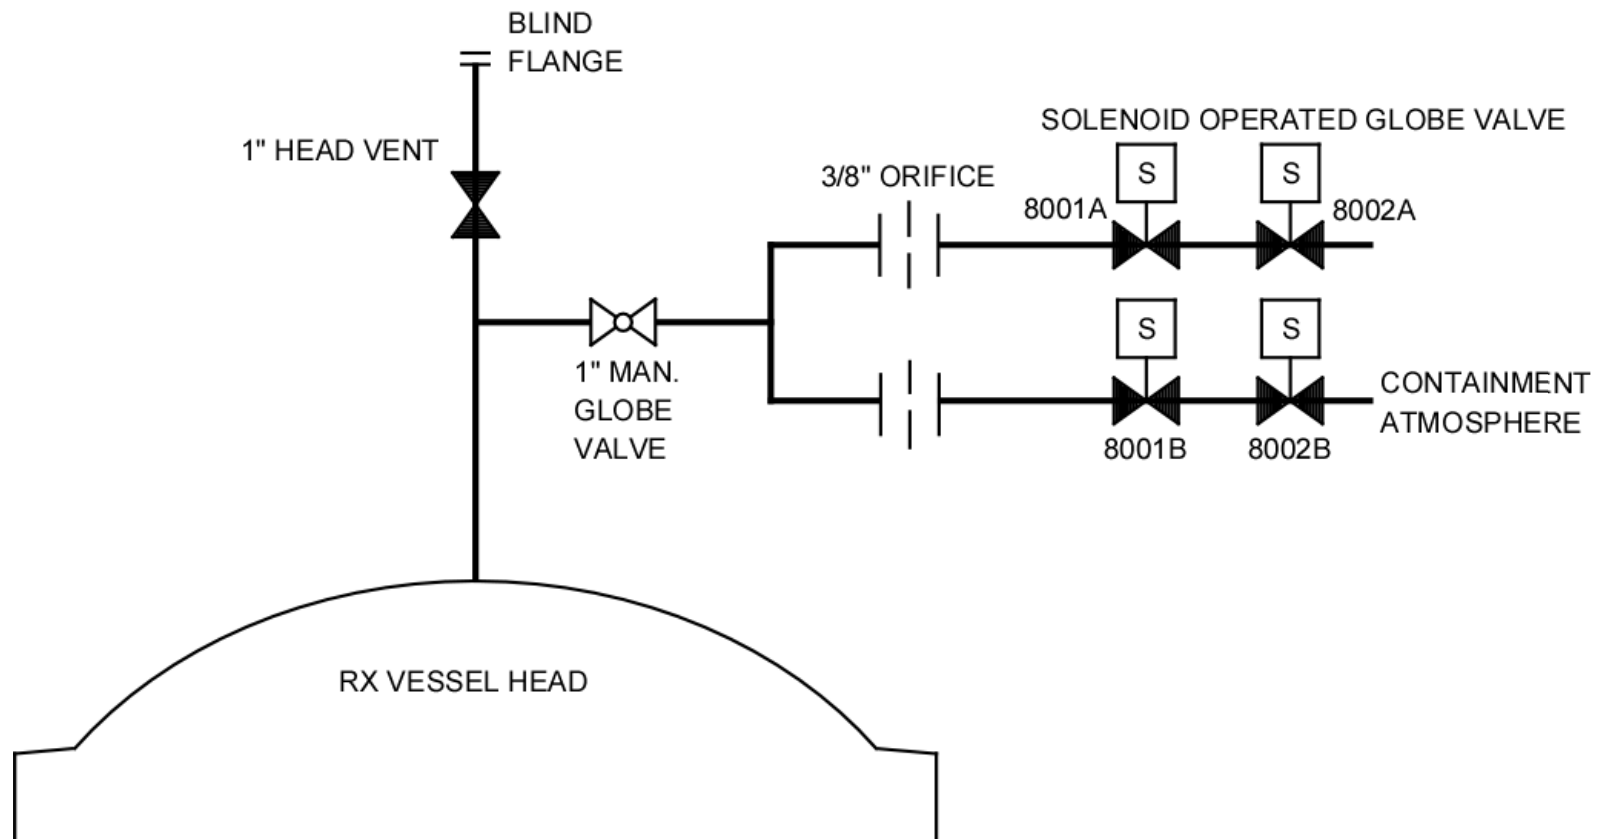 BLIND
FLANGE
1" HEAD VENT
SOLENOID OPERATED GLOBE VALVE
3/8" ORIFICE
S
S
8001A
8002A
S
S
1" MAN.
GLOBE
VALVE
CONTAINMENT
ATMOSPHERE
8001B
8002B
RX VESSEL HEAD